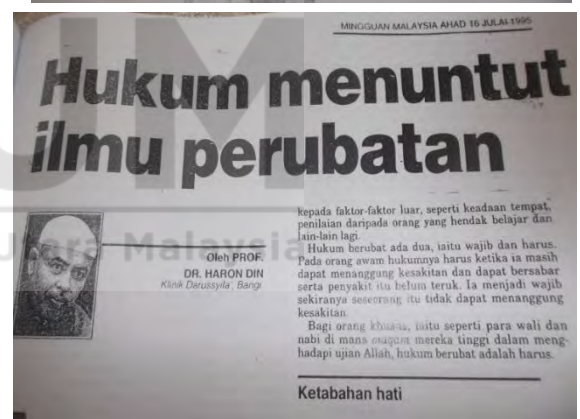 MINGGUAN MALAYSIA AHAD 16 JULAI 1995
Hukum menuntut
ilmu perubatan
Oleh PROF.
DR. HARON DIN
Klinik Darussyifa', Bangi
kepada faktor-faktor luar, seperti keadaan tempat,
penilaian daripada orang yang hendak belajar dan
lain-lain lagi.
Hukum berubat ada dua, iaitu wajib dan harus.
Pada orang awam hukumnya harus ketika ia masih
dapat menanggung kesakitan dan dapat bersabar
serta penyakit itu belum teruk. Ia menjadi wajib
sekiranya seseorang itu tidak dapat menanggung
kesakitan.
Bagi orang khusus, iaitu seperti para wali dan
nabi di mana maqam mereka tinggi dalam meng-
hadapi ujian Allah, hukum berubat adalah harus.
Ketabahan hati
UM
Utara Malaysia